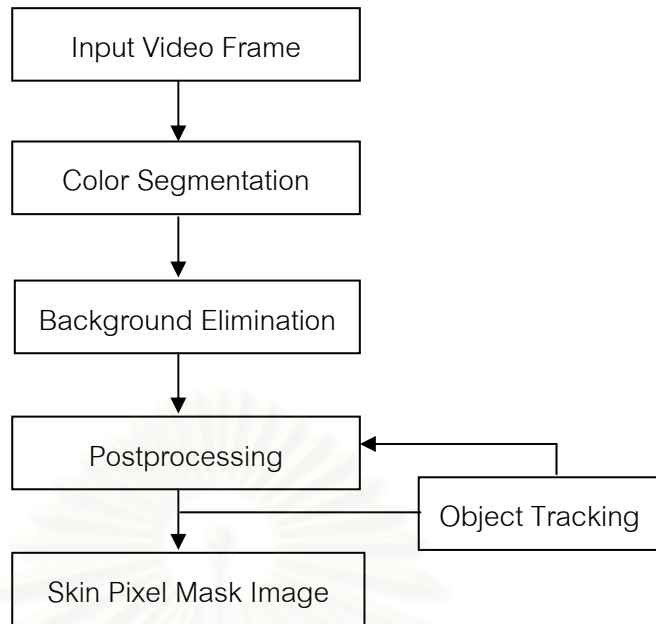 Input Video Frame
Color Segmentation
Background Elimination
Postprocessing
Object Tracking
Skin Pixel Mask Image